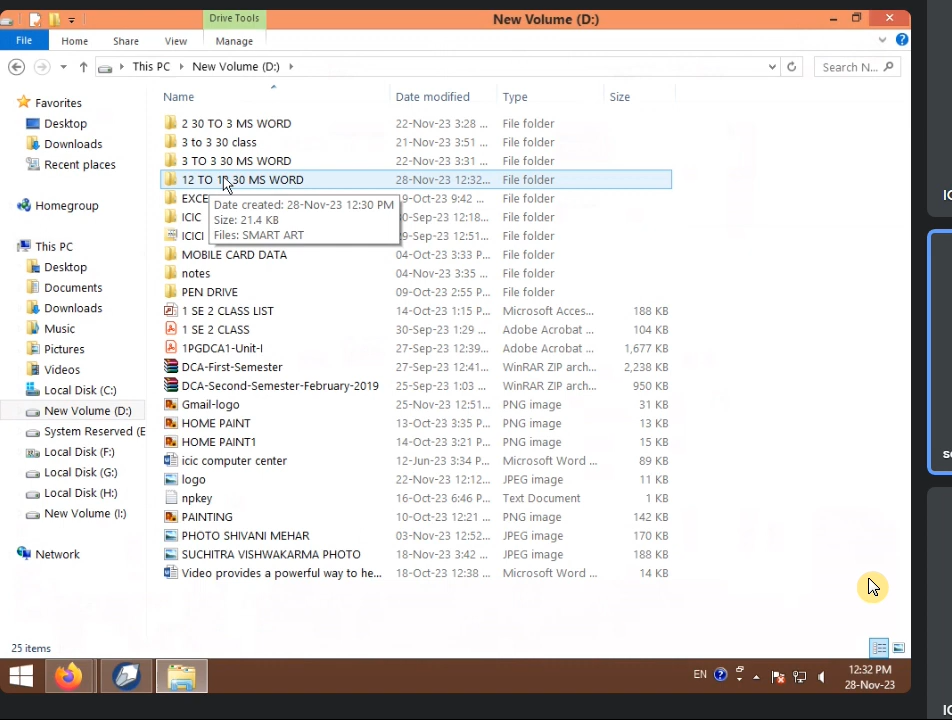 Drive Tools
New Volume (D:)
File Home Share View Manage
This PC New Volume (D:) Search N...
Name Date modified Type Size
Favorites
Desktop
Downloads
Recent places
Homegroup
This PC
Desktop
Documents
Downloads
Music
Pictures
Videos
Local Disk (C:)
New Volume (D:)
System Reserved (E
Local Disk (F:)
Local Disk (G:)
Local Disk (H:)
New Volume (I:)
Network
2 30 TO 3 MS WORD 22-Nov-23 3:28 ... File folder
3 to 3 30 class 21-Nov-23 3:51 ... File folder
3 TO 3 30 MS WORD 22-Nov-23 3:31 ... File folder
12 TO 30 MS WORD 28-Nov-23 12:32... File folder
EXCE 9-Oct-23 9:42 ... File folder
ICIC 0-Sep-23 12:18... File folder
ICICI 9-Sep-23 12:51... File folder
Date created: 28-Nov-23 12:30 PM
Size: 21.4 KB
Files: SMART ART
MOBILE CARD DATA 04-Oct-23 3:33 P... File folder
notes 04-Nov-23 3:35 ... File folder
PEN DRIVE 09-Oct-23 2:55 P... File folder
1 SE 2 CLASS LIST 14-Oct-23 1:15 P... Microsoft Acces... 188 KB
1 SE 2 CLASS 30-Sep-23 1:29 ... Adobe Acrobat ... 104 KB
1PGDCA1-Unit-I 27-Sep-23 12:39... Adobe Acrobat ... 1,677 KB
DCA-First-Semester 27-Sep-23 12:41... WinRAR ZIP arch... 2,238 KB
DCA-Second-Semester-February-2019 25-Sep-23 1:03 ... WinRAR ZIP arch... 950 KB
Gmail-logo 25-Nov-23 12:51... PNG image 31 KB
HOME PAINT 13-Oct-23 3:35 P... PNG image 13 KB
HOME PAINT1 14-Oct-23 3:21 P... PNG image 15 KB
icic computer center 12-Jun-23 3:34 P... Microsoft Word ... 89 KB
logo 22-Nov-23 12:12... JPEG image 11 KB
npkey 16-Oct-23 6:46 P... Text Document 1 KB
PAINTING 10-Oct-23 12:21 ... PNG image 142 KB
PHOTO SHIVANI MEHAR 03-Nov-23 12:52... JPEG image 170 KB
SUCHITRA VISHWAKARMA PHOTO 18-Nov-23 3:42 ... JPEG image 188 KB
Video provides a powerful way to he... 18-Oct-23 12:38 ... Microsoft Word ... 14 KB
25 items
EN 12:32 PM
28-Nov-23